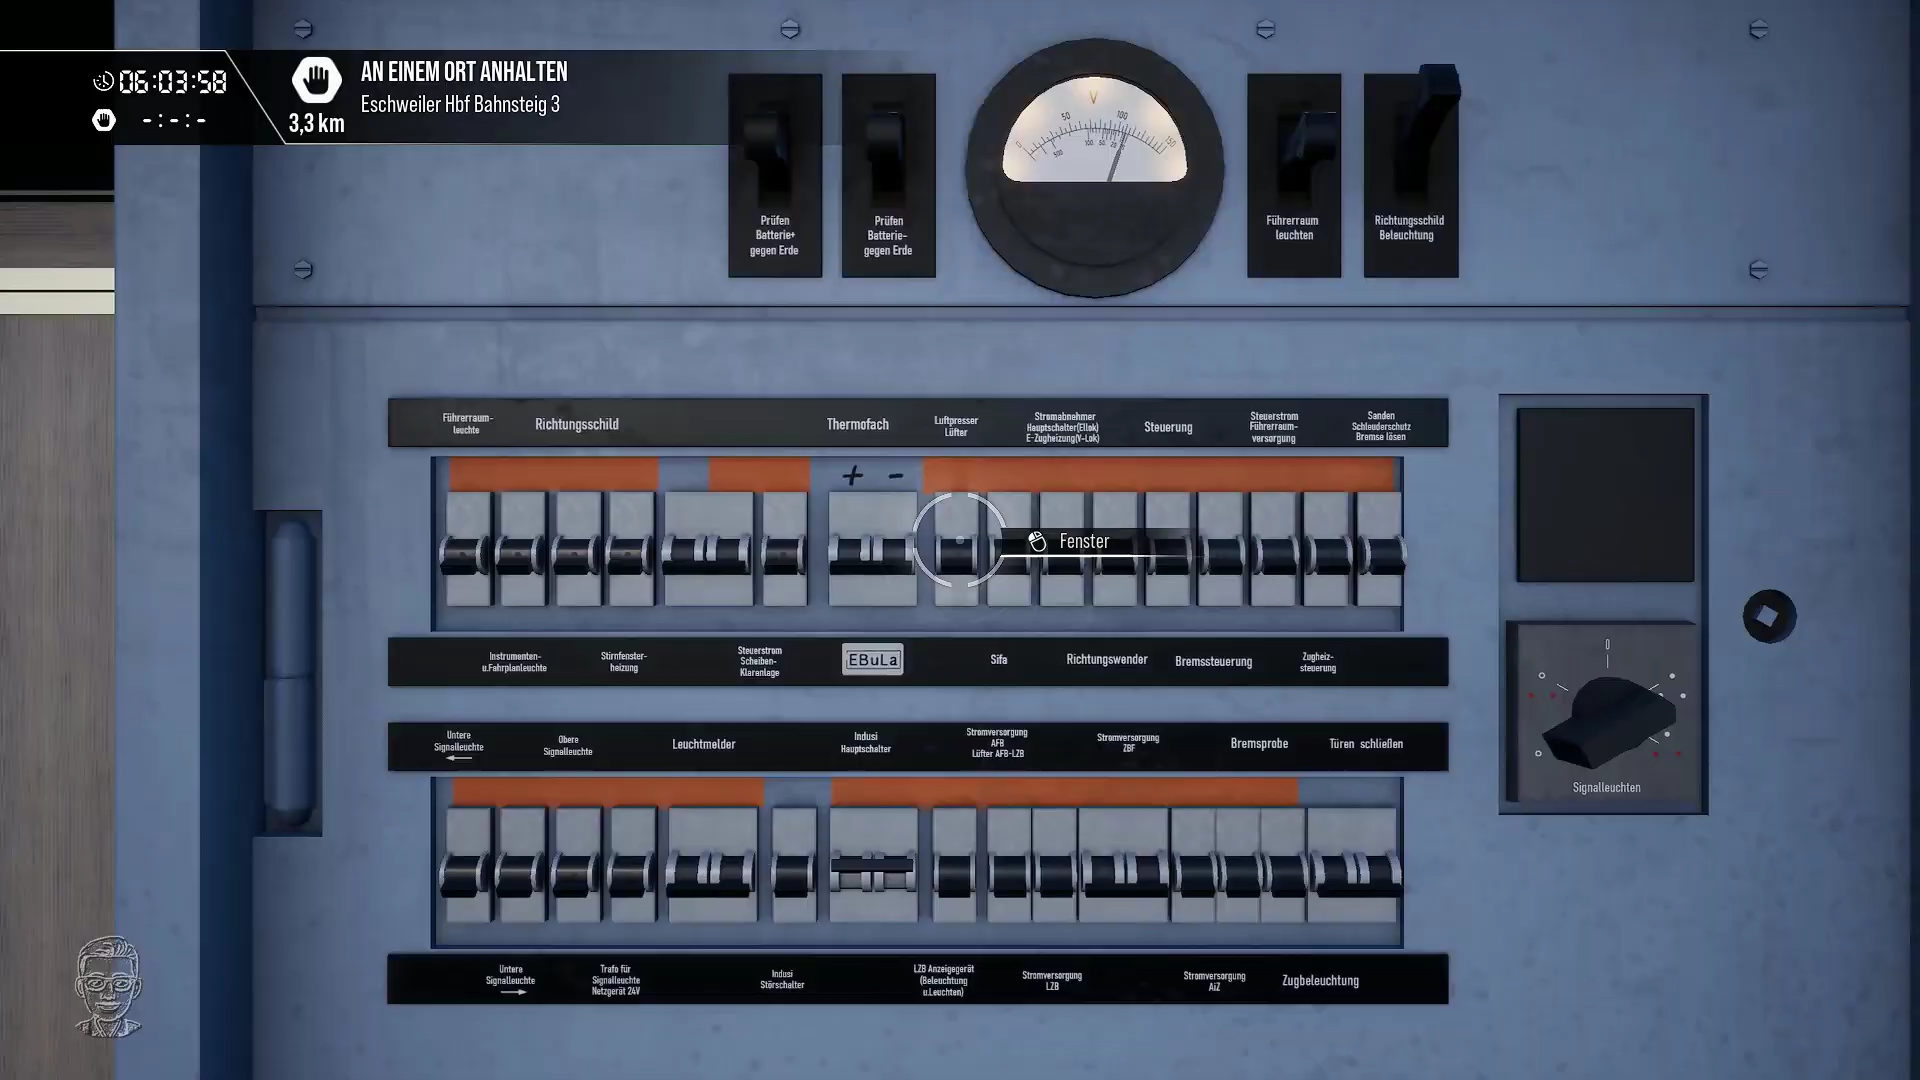 06:03:58
- : - : -
AN EINEM ORT ANHALTEN
Eschweiler Hbf Bahnsteig 3
3,3 km
Prüfen
Batterie+
gegen Erde
Prüfen
Batterie-
gegen Erde
V
0
50
100
150
Führerraum
leuchten
Richtungsschild
Beleuchtung
Führerraum-
leuchte
Richtungsschild
Thermofach
Luftpresser
Lüfter
Stromabnehmer
Hauptschalter(Ellok)
E-Zugheizung(V-Lok)
Steuerung
Steuerstrom
Führerraum-
versorgung
Sanden
Schleuderschutz
Bremse lösen
+ -
Fenster
Instrumenten-
u.Fahrplanleuchte
Stirnfenster-
heizung
Steuerstrom
Scheiben-
Klaranlage
EBuLa
Sifa
Richtungswender
Bremssteuerung
Zugheiz-
steuerung
Untere
Signalleuchte
Obere
Signalleuchte
Leuchtmelder
Indusi
Hauptschalter
Stromversorgung
AFB
Lüfter AFB-LZB
Stromversorgung
ZBF
Bremsprobe
Türen schließen
0
Signalleuchten
Untere
Signalleuchte
Trafo für
Signalleuchte
Netzgerät 24V
Indusi
Störschalter
LZB Anzeigegerät
(Beleuchtung
u.Leuchten)
Stromversorgung
LZB
Stromversorgung
AiZ
Zugbeleuchtung